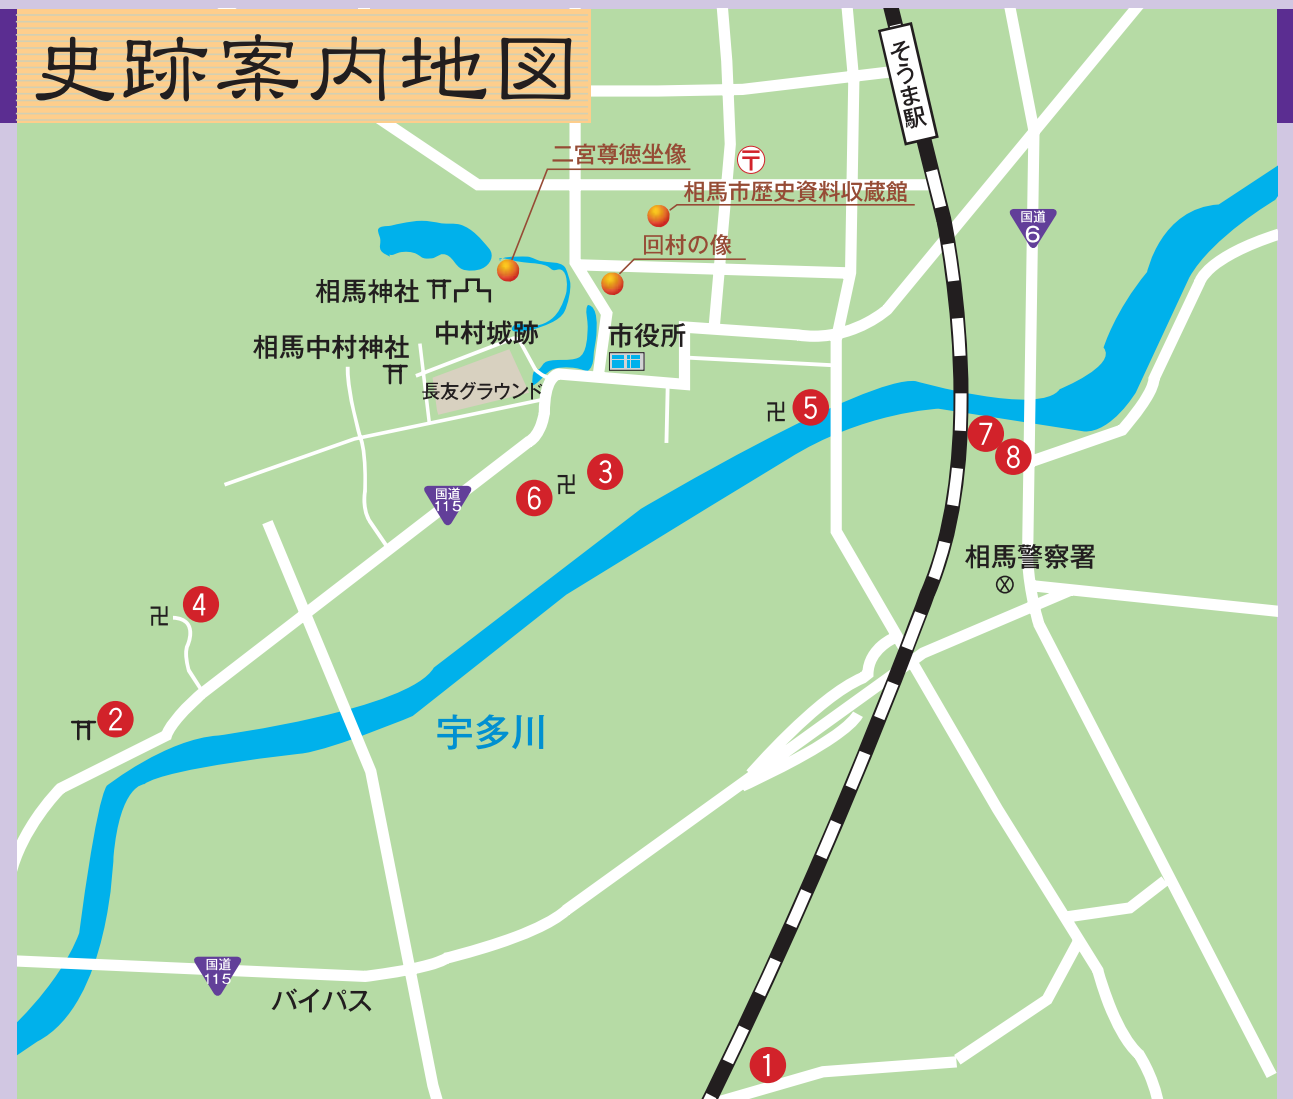 史跡案内地図
そうま駅
二宮尊徳坐像
〒
相馬市歴史資料収蔵館
国道
6
回村の像
相馬神社
中村城跡
市役所
相馬中村神社
長友グラウンド
5
7
8
3
6
国道
115
相馬警察署
4
2
宇多川
国道
115
バイパス
1